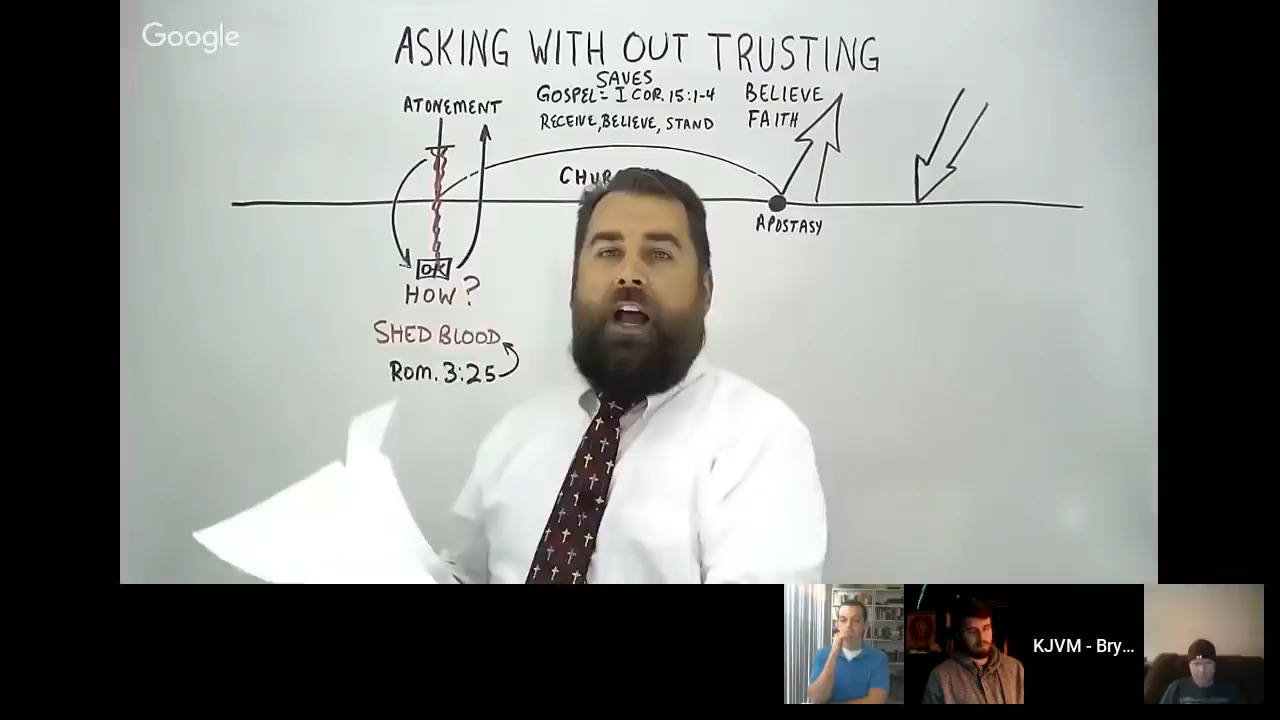 Google
ASKING WITH OUT TRUSTING
SAVES
GOSPEL = I COR. 15:1-4
RECEIVE, BELIEVE, STAND
ATONEMENT
BELIEVE
FAITH
APOSTASY
HOW?
SHED BLOOD
ROM. 3:25
KJVM - Bry...